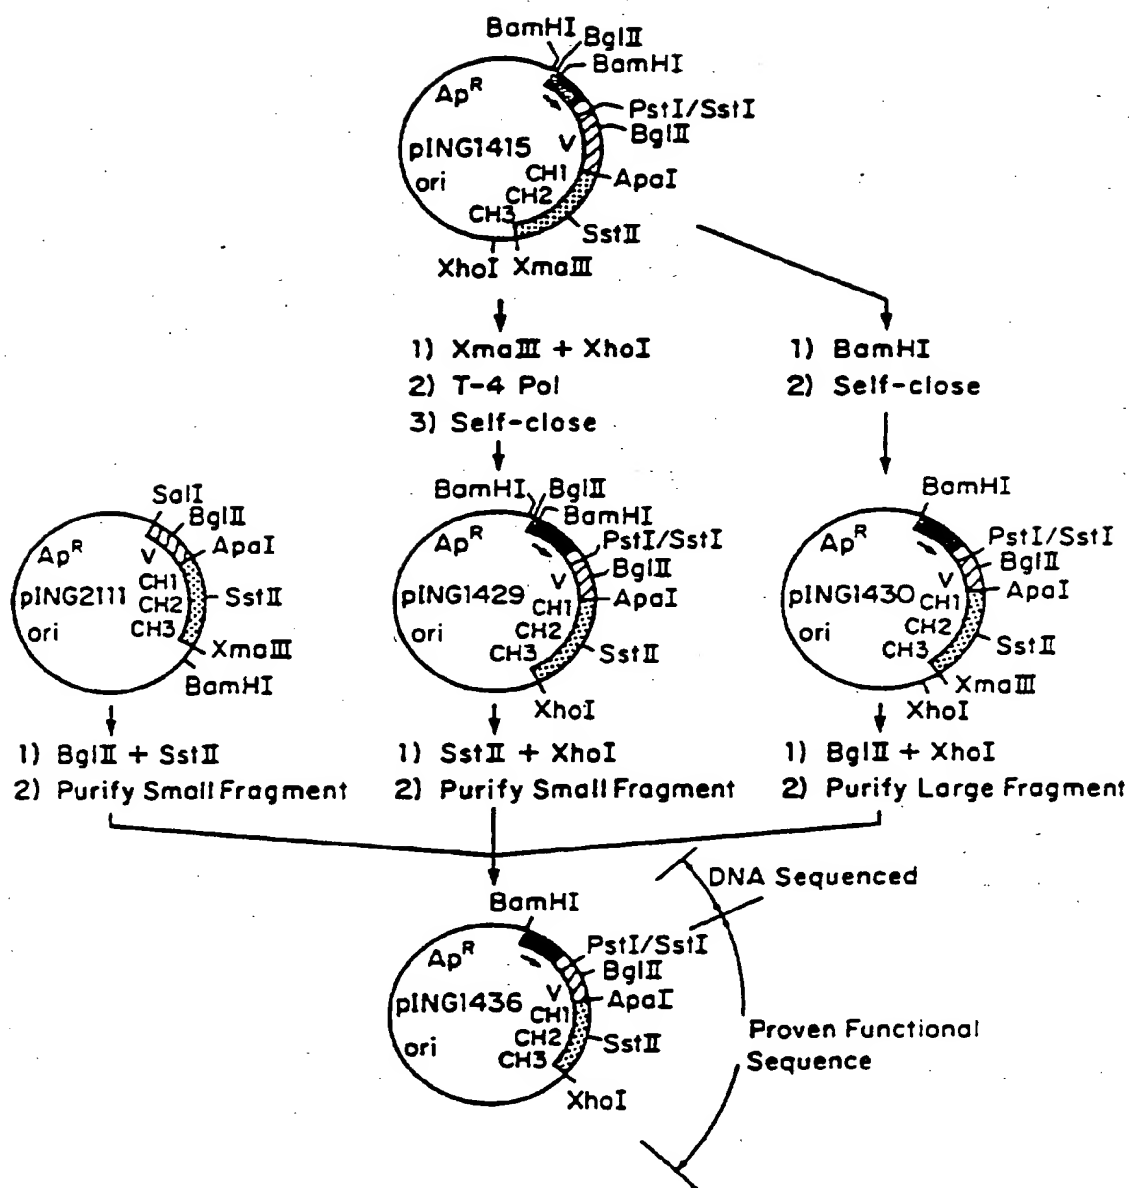 BamHI
BglII
BamHI
Ap^R
PstI/SstI
BglII
V
pING1415
CH1
ApaI
ori
CH2
CH3
SstII
XhoI XmaIII
1) XmaIII + XhoI
2) T-4 Pol
3) Self-close
1) BamHI
2) Self-close
SalI
BglII
Ap^R
V
ApaI
CH1
pING2111
CH2
SstII
ori
CH3
XmaIII
BamHI
BamHI
BglII
BamHI
Ap^R
PstI/SstI
V
BglII
pING1429
CH1
ApaI
ori
CH2
CH3
SstII
XhoI
BamHI
Ap^R
PstI/SstI
V
BglII
pING1430
CH1
ApaI
ori
CH2
CH3
SstII
XmaIII
XhoI
1) BglII + SstII
2) Purify Small Fragment
1) SstII + XhoI
2) Purify Small Fragment
1) BglII + XhoI
2) Purify Large Fragment
BamHI
Ap^R
PstI/SstI
BglII
V
ApaI
pING1436
CH1
ori
CH2
SstII
CH3
XhoI
DNA Sequenced
Proven Functional
Sequence